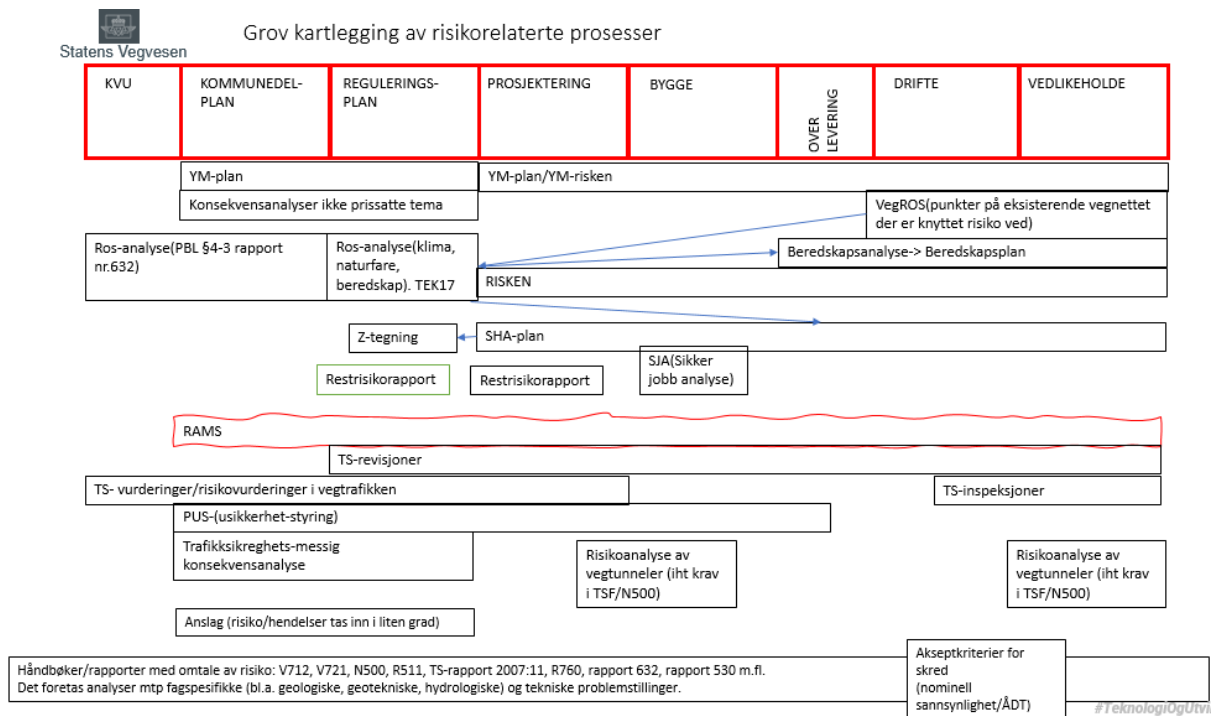 Statens Vegvesen
Grov kartlegging av risikorelaterte prosesser
KVU
KOMMUNEDEL-
PLAN
REGULERINGS-
PLAN
PROSJEKTERING
BYGGE
OVER
LEVERING
DRIFTE
VEDLIKEHOLDE
YM-plan
YM-plan/YM-risken
Konsekvensanalyser ikke prissatte tema
VegROS(punkter på eksisterende vegnettet
der er knyttet risiko ved)
Ros-analyse(PBL §4-3 rapport
nr.632)
Ros-analyse(klima,
naturfare,
beredskap). TEK17
Beredskapsanalyse-> Beredskapsplan
RISKEN
Z-tegning
SHA-plan
SJA(Sikker
jobb analyse)
Restrisikorapport
Restrisikorapport
RAMS
TS-revisjoner
TS- vurderinger/risikovurderinger i vegtrafikken
TS-inspeksjoner
PUS-(usikkerhet-styring)
Trafikksikreghets-messig
konsekvensanalyse
Risikoanalyse av
vegtunneler (iht krav
i TSF/N500)
Risikoanalyse av
vegtunneler (iht krav
i TSF/N500)
Anslag (risiko/hendelser tas inn i liten grad)
Håndbøker/rapporter med omtale av risiko: V712, V721, N500, R511, TS-rapport 2007:11, R760, rapport 632, rapport 530 m.fl.
Det foretas analyser mtp fagspesifikke (bl.a. geologiske, geotekniske, hydrologiske) og tekniske problemstillinger.
Akseptkriterier for
skred
(nominell
sannsynlighet/ÅDT)
#TeknologiOgUtvi